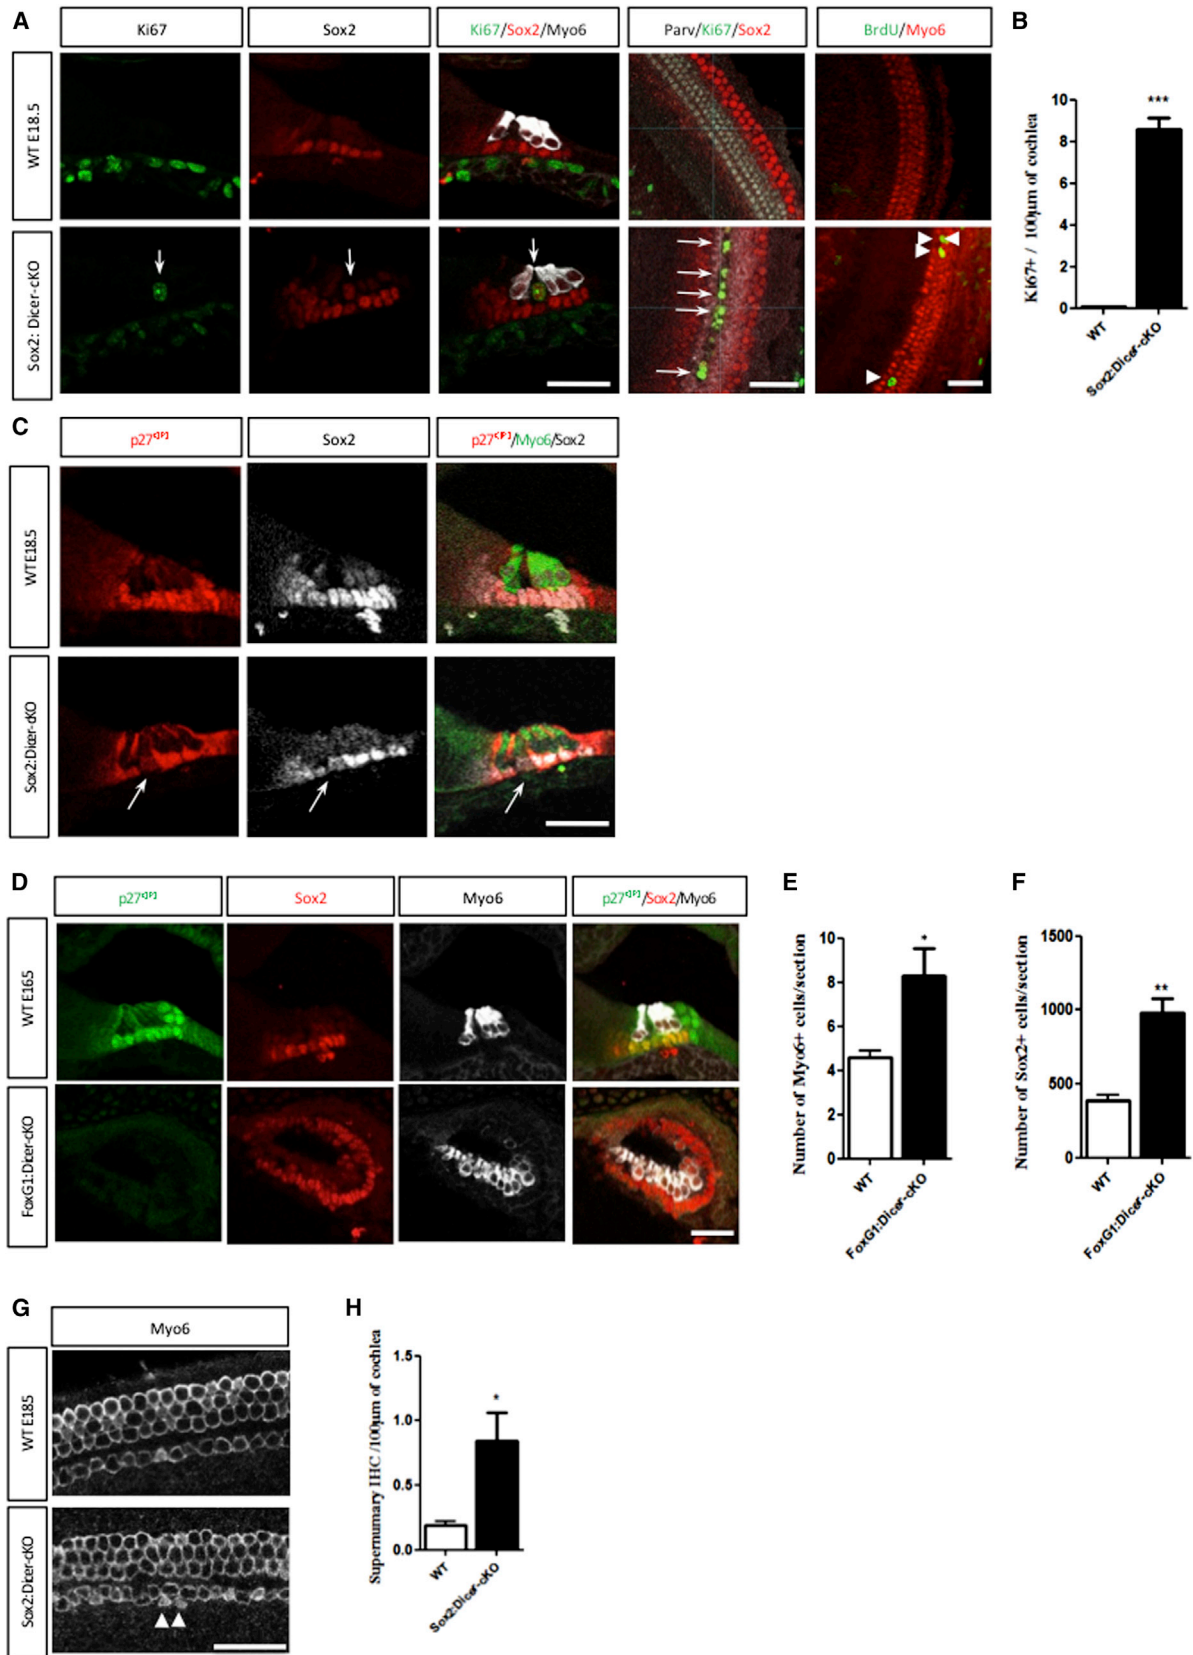 A
Ki67
Sox2
Ki67/Sox2/Myo6
Parv/Ki67/Sox2
BrdU/Myo6
WT E18.5
Sox2: Dicer-cKO
B
Ki67+ / 100µm of cochlea
10
8
6
4
2
0
***
WT
Sox2:Dicer-cKO
C
p27
Sox2
p27 /Myo6/Sox2
WT E18.5
Sox2:Dicer-cKO
D
p27
Sox2
Myo6
p27 /Sox2/Myo6
WT E165
FoxG1:Dicer-cKO
E
Number of Myo6+ cells/section
10
8
6
4
2
0
*
WT
FoxG1:Dicer-cKO
F
Number of Sox2+ cells/section
1500
1000
500
0
**
WT
FoxG1:Dicer-cKO
G
Myo6
WT E185
Sox2:Dicer-cKO
H
Supernumary IHC /100µm of cochlea
1.5
1.0
0.5
0.0
*
WT
Sox2:Dicer-cKO